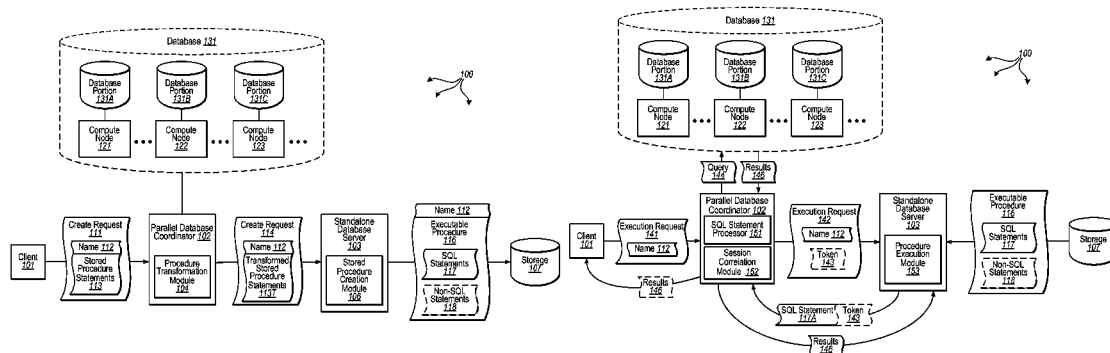 Database 131
Database
Portion
131A
Database
Portion
131B
Database
Portion
131C
Compute
Node
121
Compute
Node
122
Compute
Node
123
100
Client
101
Create Request
111
Name 112
Stored
Procedure
Statements
113
Parallel Database
Coordinator 102
Procedure
Transformation
Module
104
Create Request
114
Name 112
Transformed
Stored
Procedure
Statements
113T
Standalone
Database
Server
103
Stored
Procedure
Creation
Module
106
Name 112
Executable
Procedure
116
SQL
Statements
117
Non-SQL
Statements
118
Storage
107
Database 131
Database
Portion
131A
Database
Portion
131B
Database
Portion
131C
Compute
Node
121
Compute
Node
122
Compute
Node
123
100
Query
144
Results
146
Client
101
Execution Request
141
Name 112
Parallel Database
Coordinator 102
SQL Statement
Processor 151
Session
Correlation
Module 152
Execution Request
142
Name 112
Token
143
Standalone
Database Server
103
Procedure
Execution Module
153
Executable Procedure
116
SQL
Statements
117
Non-SQL
Statements
118
Storage
107
Results
146
SQL Statement
117A
Token
143
Results
146